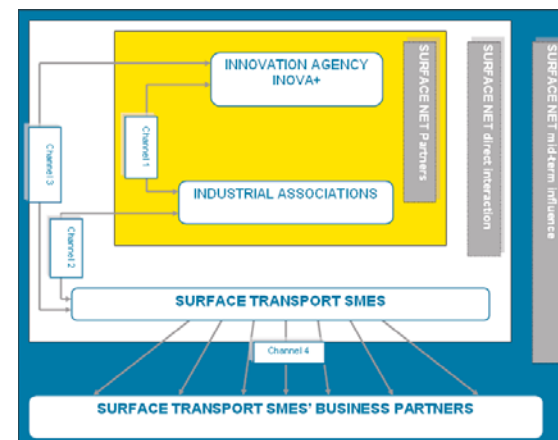 INNOVATION AGENCY
INOVA+
SURFACE NET Partners
SURFACE NET direct interaction
SURFACE NET mid-term influence
Channel 1
Channel 3
INDUSTRIAL ASSOCIATIONS
Channel 2
SURFACE TRANSPORT SMES
Channel 4
SURFACE TRANSPORT SMES' BUSINESS PARTNERS